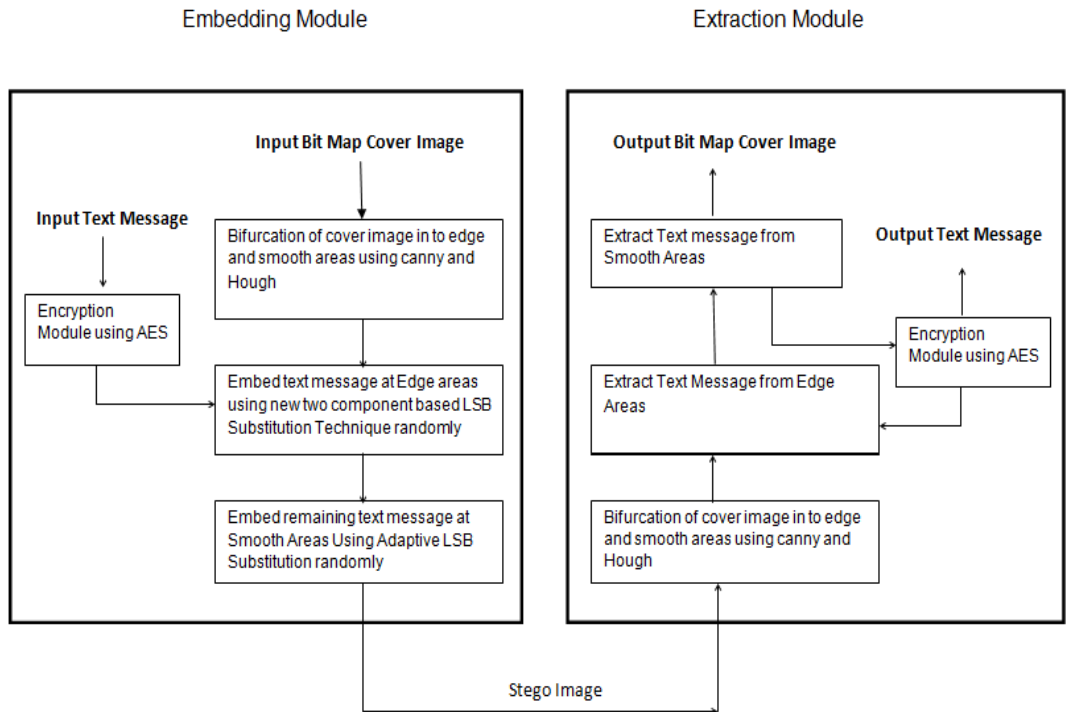 Embedding Module
Extraction Module
Input Bit Map Cover Image
Input Text Message
Bifurcation of cover image in to edge
and smooth areas using canny and
Hough
Encryption
Module using AES
Embed text message at Edge areas
using new two component based LSB
Substitution Technique randomly
Embed remaining text message at
Smooth Areas Using Adaptive LSB
Substitution randomly
Output Bit Map Cover Image
Extract Text message from
Smooth Areas
Output Text Message
Encryption
Module using AES
Extract Text Message from Edge
Areas
Bifurcation of cover image in to edge
and smooth areas using canny and
Hough
Stego Image